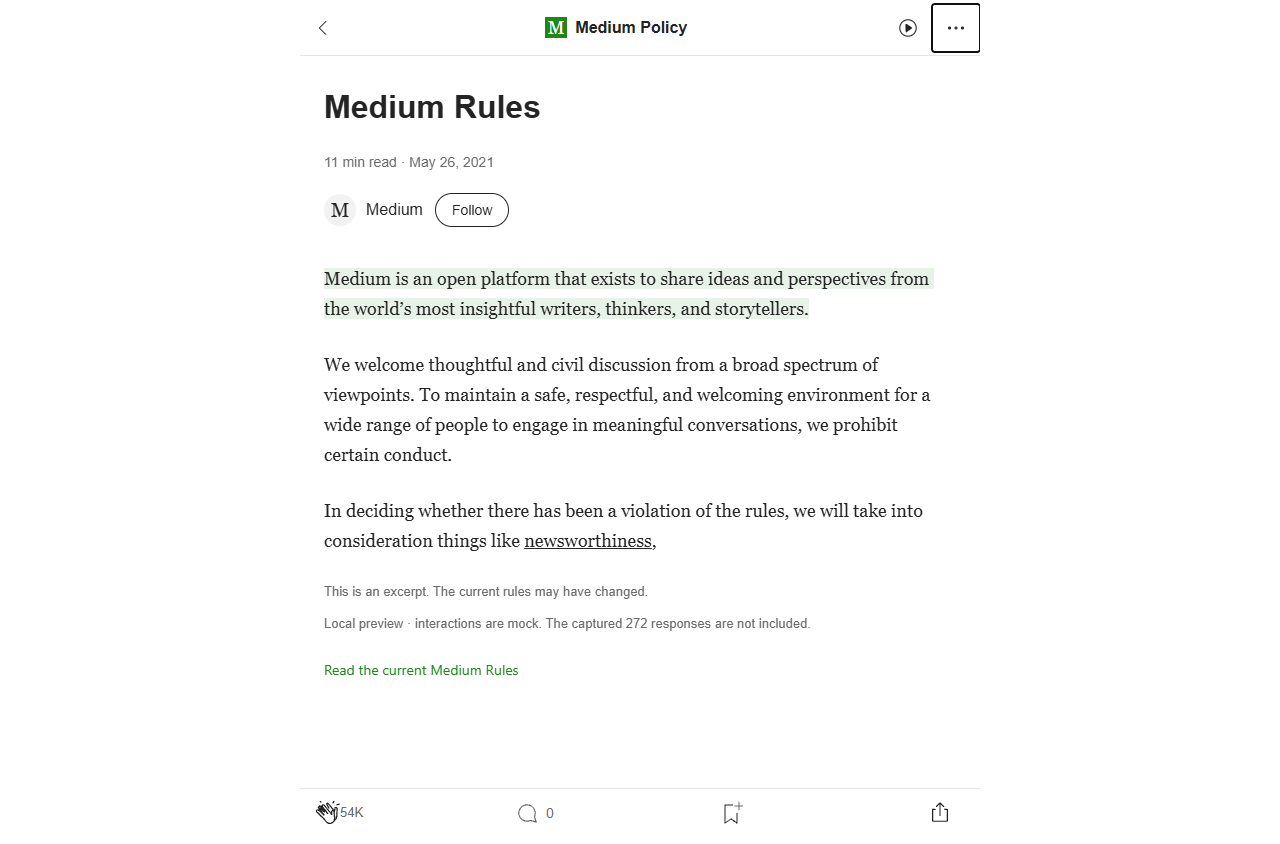 M Medium Policy
Medium Rules
11 min read · May 26, 2021
M Medium Follow
Medium is an open platform that exists to share ideas and perspectives from
the world’s most insightful writers, thinkers, and storytellers.
We welcome thoughtful and civil discussion from a broad spectrum of
viewpoints. To maintain a safe, respectful, and welcoming environment for a
wide range of people to engage in meaningful conversations, we prohibit
certain conduct.
In deciding whether there has been a violation of the rules, we will take into
consideration things like newsworthiness,
This is an excerpt. The current rules may have changed.
Local preview · interactions are mock. The captured 272 responses are not included.
Read the current Medium Rules
54K 0